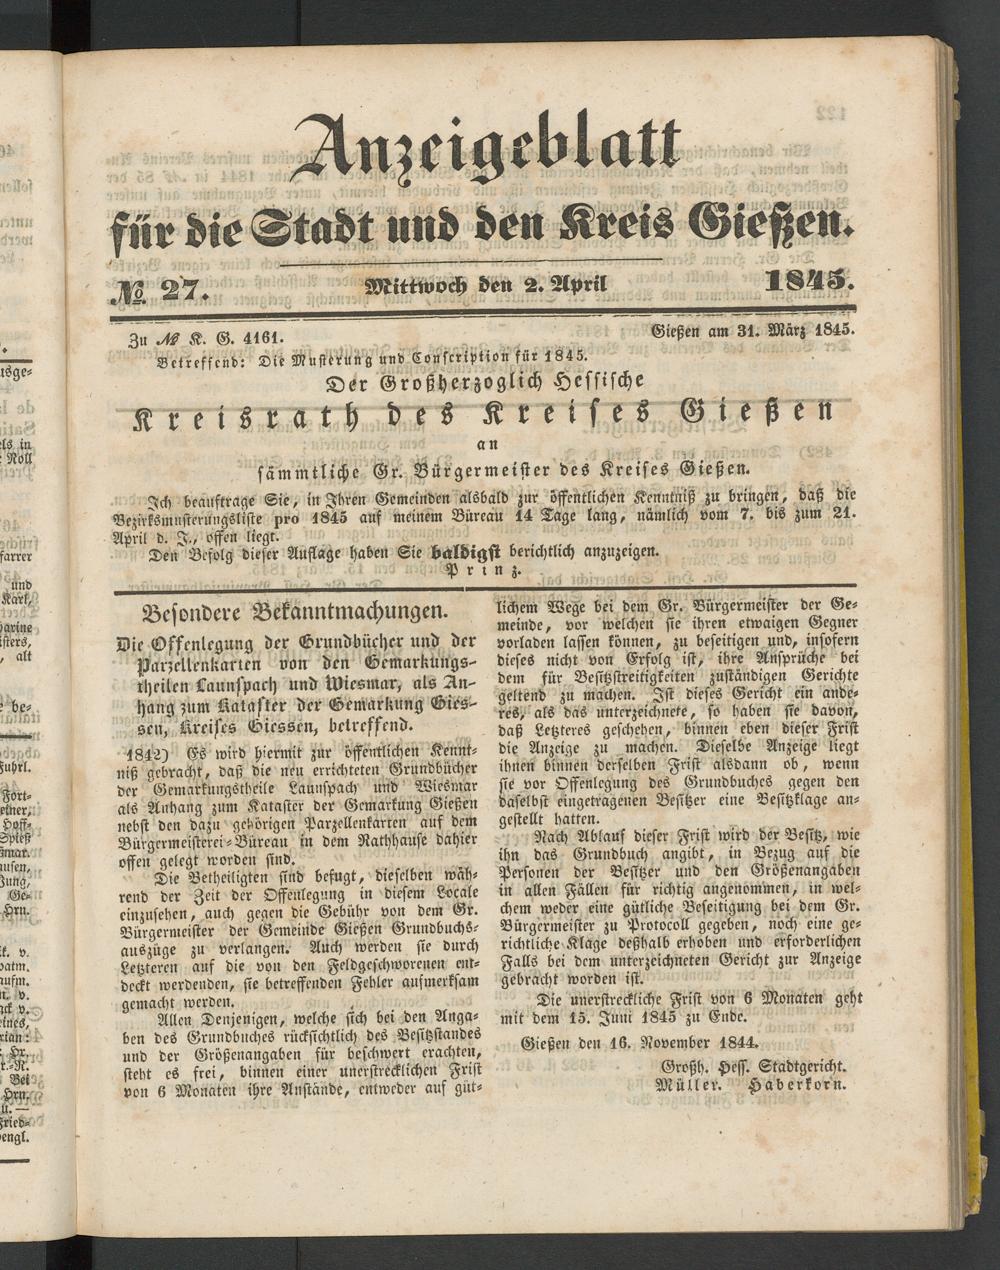 Anzeigeblatt
für die Stadt und den Kreis Gießen.
№ 27. Mittwoch den 2. April 1845.
Zu № K. G. 4161. Gießen am 31. März 1845.
Betreffend: Die Musterung und Conscription für 1845.
Der Großherzoglich Hessische
Kreisrath des Kreises Gießen
an
sämmtliche Gr. Bürgermeister des Kreises Gießen.
Ich beauftrage Sie, in Ihren Gemeinden alsbald zur öffentlichen Kenntniß zu bringen, daß die
Bezirksmusterungsliste pro 1845 auf meinem Büreau 14 Tage lang, nämlich vom 7. bis zum 21.
April d. J., offen liegt.
Den Befolg dieser Auflage haben Sie baldigst berichtlich anzuzeigen.
Prinz.
Besondere Bekanntmachungen.
Die Offenlegung der Grundbücher und der
Parzellenkarten von den Gemarkungs-
theilen Launspach und Wiesmar, als An-
hang zum Kataster der Gemarkung Gies-
sen, Kreises Giessen, betreffend.
1842) Es wird hiermit zur öffentlichen Kennt-
niß gebracht, daß die neu errichteten Grundbücher
der Gemarkungstheile Launspach und Wiesmar
als Anhang zum Kataster der Gemarkung Gießen
nebst den dazu gehörigen Parzellenkarten auf dem
Bürgermeisterei-Büreau in dem Rathhause dahier
offen gelegt worden sind.
Die Betheiligten sind befugt, dieselben wäh-
rend der Zeit der Offenlegung in diesem Locale
einzusehen, auch gegen die Gebühr von dem Gr.
Bürgermeister der Gemeinde Gießen Grundbuchs-
auszüge zu verlangen. Auch werden sie durch
Letzteren auf die von den Feldgeschworenen ent-
deckt werdenden, sie betreffenden Fehler aufmerksam
gemacht werden.
Allen Denjenigen, welche sich bei den Anga-
ben des Grundbuches rücksichtlich des Besitzstandes
und der Größenangaben für beschwert erachten,
steht es frei, binnen einer unerstrecklichen Frist
von 6 Monaten ihre Anstände, entweder auf güt-
lichem Wege bei dem Gr. Bürgermeister der Ge-
meinde, vor welchen sie ihren etwaigen Gegner
vorladen lassen können, zu beseitigen und, insofern
dieses nicht von Erfolg ist, ihre Ansprüche bei
dem für Besitzstreitigkeiten zuständigen Gerichte
geltend zu machen. Ist dieses Gericht ein ande-
res, als das unterzeichnete, so haben sie davon,
daß Letzteres geschehen, binnen eben dieser Frist
die Anzeige zu machen. Dieselbe Anzeige liegt
ihnen binnen derselben Frist alsdann ob, wenn
sie vor Offenlegung des Grundbuches gegen den
daselbst eingetragenen Besitzer eine Besitzklage an-
gestellt hatten.
Nach Ablauf dieser Frist wird der Besitz, wie
ihn das Grundbuch angibt, in Bezug auf die
Personen der Besitzer und den Größenangaben
in allen Fällen für richtig angenommen, in wel-
chem weder eine gütliche Beseitigung bei dem Gr.
Bürgermeister zu Protocoll gegeben, noch eine ge-
richtliche Klage deßhalb erhoben und erforderlichen
Falls bei dem unterzeichneten Gericht zur Anzeige
gebracht worden ist.
Die unerstreckliche Frist von 6 Monaten geht
mit dem 15. Juni 1845 zu Ende.
Gießen den 16. November 1844.
Großh. Hess. Stadtgericht.
Müller. Haberkorn.